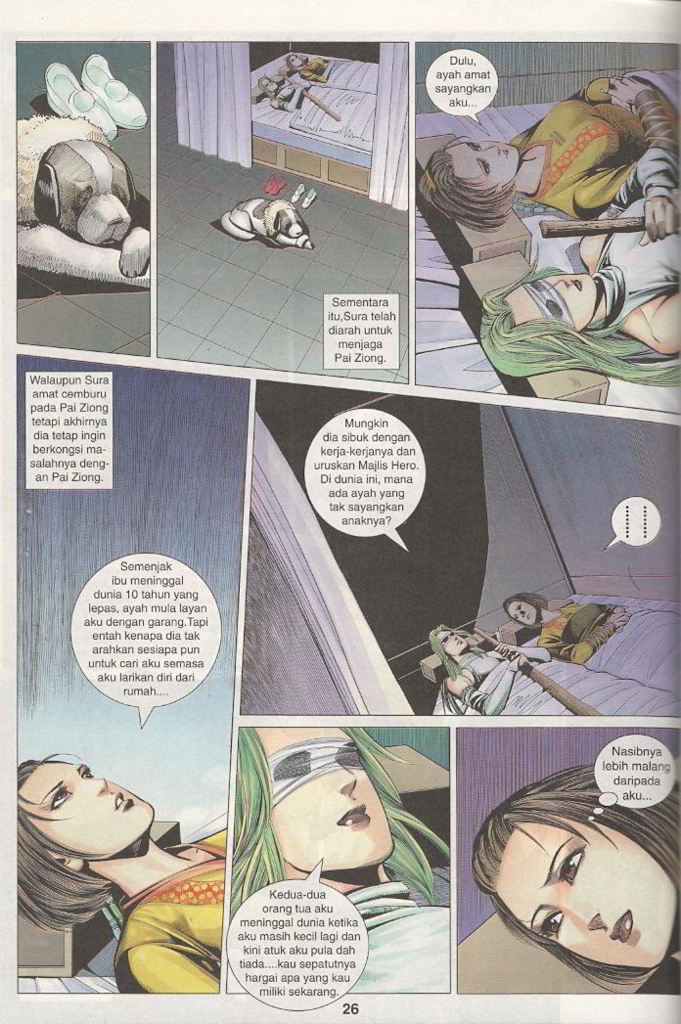 Sementara
itu,Sura telah
diarah untuk
menjaga
Pai Ziong.
Dulu,
ayah amat
sayangkan
aku...
Walaupun Sura
amat cemburu
pada Pai Ziong
tetapi akhirnya
dia tetap ingin
berkongsi ma-
salahnya deng-
an Pai Ziong.
Semenjak
ibu meninggal
dunia 10 tahun yang
lepas, ayah mula layan
aku dengan garang.Tapi
entah kenapa dia tak
arahkan sesiapa pun
untuk cari aku semasa
aku larikan diri dari
rumah....
Mungkin
dia sibuk dengan
kerja-kerjanya dan
uruskan Majlis Hero.
Di dunia ini, mana
ada ayah yang
tak sayangkan
anaknya?
Kedua-dua
orang tua aku
meninggal dunia ketika
aku masih kecil lagi dan
kini atuk aku pula dah
tiada....kau sepatutnya
hargai apa yang kau
miliki sekarang.
Nasibnya
lebih malang
daripada
aku...
26